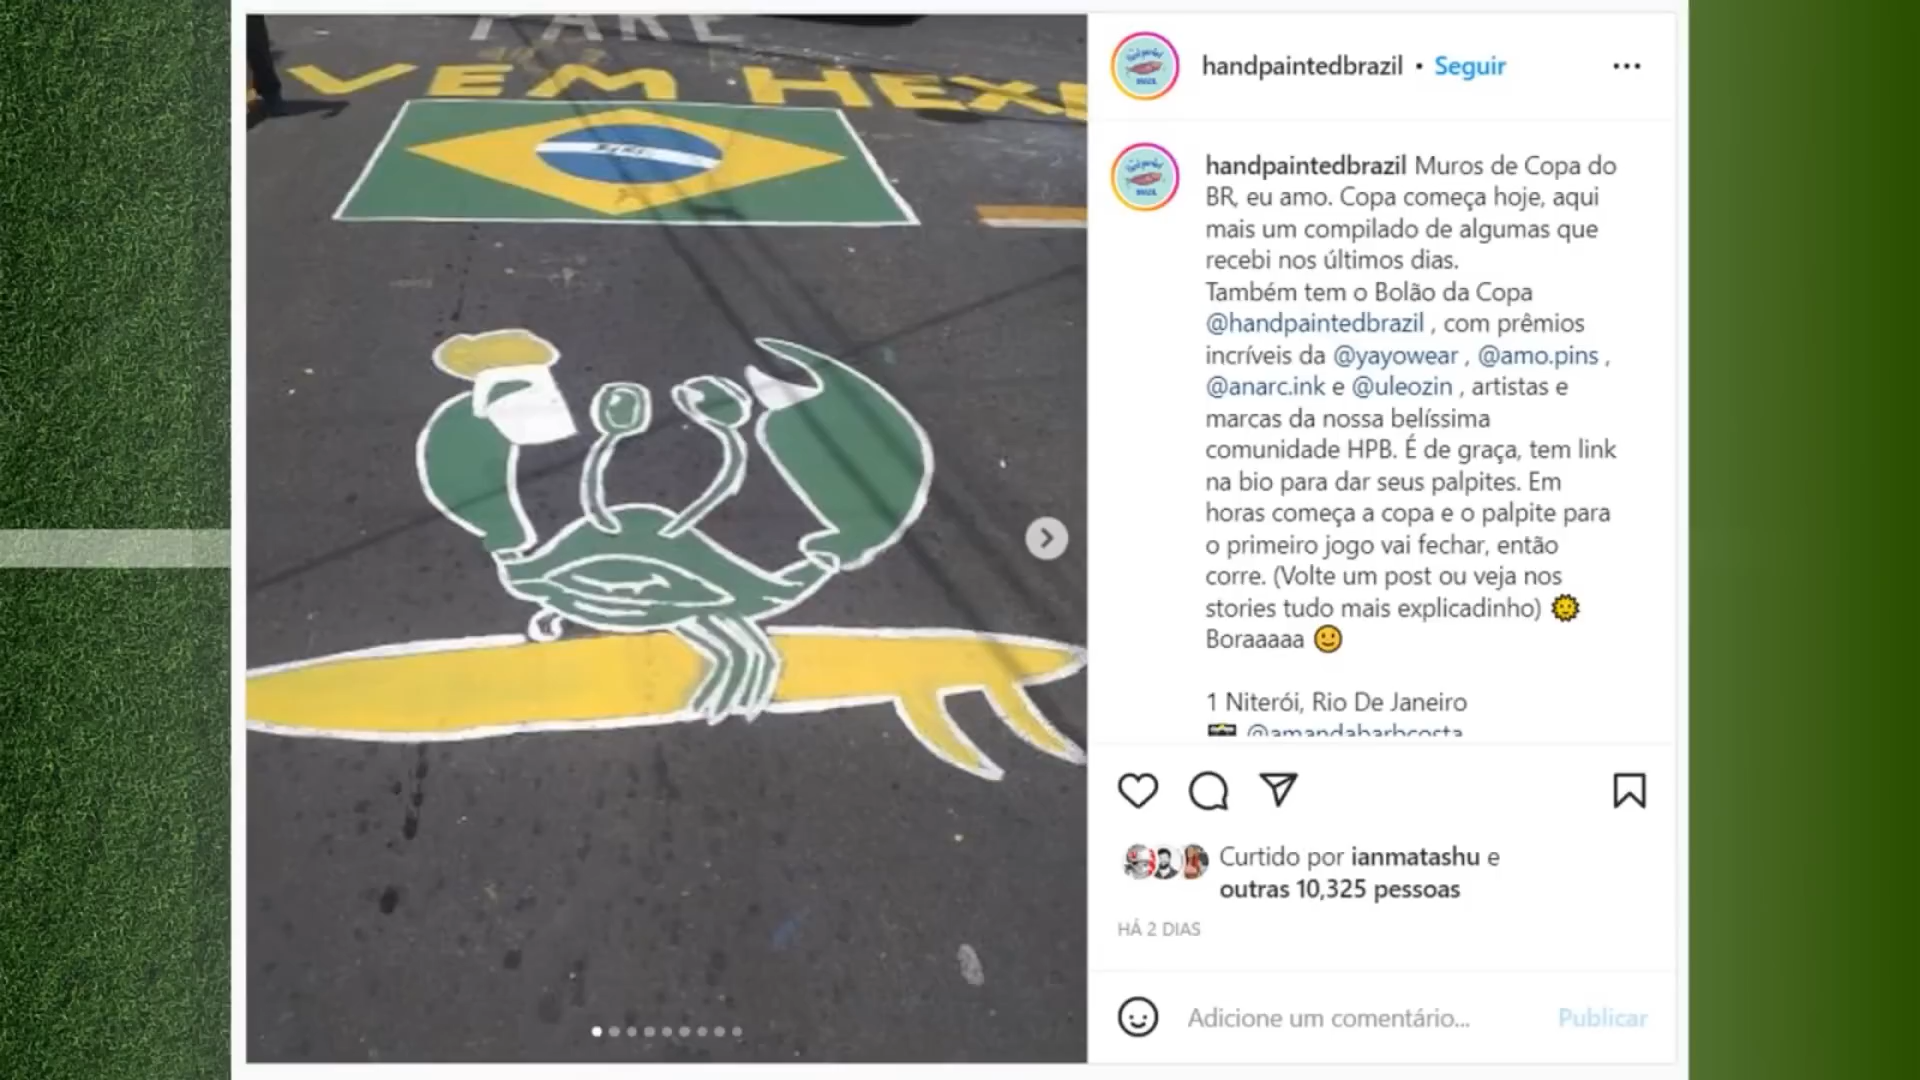 PARE
VEM HEXA
handpaintedbrazil • Seguir
handpaintedbrazil Muros de Copa do
BR, eu amo. Copa começa hoje, aqui
mais um compilado de algumas que
recebi nos últimos dias.
Também tem o Bolão da Copa
@handpaintedbrazil , com prêmios
incríveis da @yayowear , @amo.pins ,
@anarc.ink e @uleozin , artistas e
marcas da nossa belíssima
comunidade HPB. É de graça, tem link
na bio para dar seus palpites. Em
horas começa a copa e o palpite para
o primeiro jogo vai fechar, então
corre. (Volte um post ou veja nos
stories tudo mais explicadinho) 🌞
Boraaaaa 🙂
1 Niterói, Rio De Janeiro
@amandabarbcosta
Curtido por ianmatashu e
outras 10,325 pessoas
HÁ 2 DIAS
Adicione um comentário... Publicar